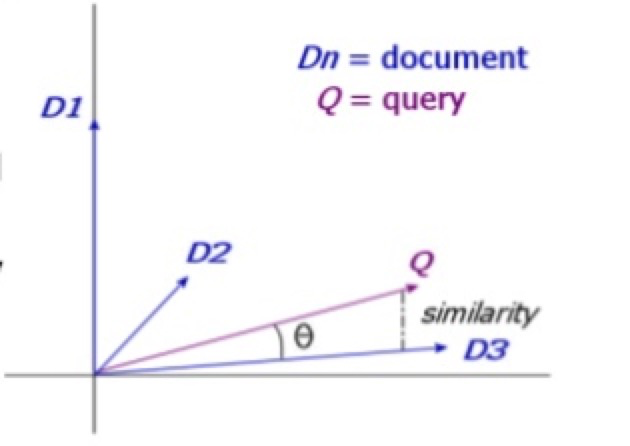 Dn = document
Q = query
D1
D2
Q
similarity
θ
D3